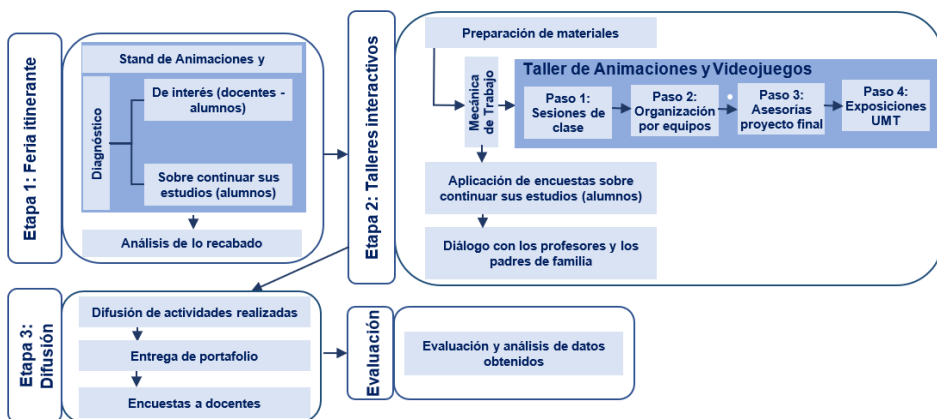 Etapa 1: Feria itinerante
Stand de Animaciones y
Diagnóstico
De interés (docentes -
alumnos)
Sobre continuar sus
estudios (alumnos)
Análisis de lo recabado
Etapa 2: Talleres interactivos
Preparación de materiales
Mecánica
de Trabajo
Taller de Animaciones y Videojuegos
Paso 1:
Sesiones de
clase
Paso 2:
Organización
por equipos
Paso 3:
Asesorías
proyecto final
Paso 4:
Exposiciones
UMT
Aplicación de encuestas sobre
continuar sus estudios (alumnos)
Diálogo con los profesores y los
padres de familia
Etapa 3:
Difusión
Difusión de actividades realizadas
Entrega de portafolio
Encuestas a docentes
Evaluación
Evaluación y análisis de datos
obtenidos